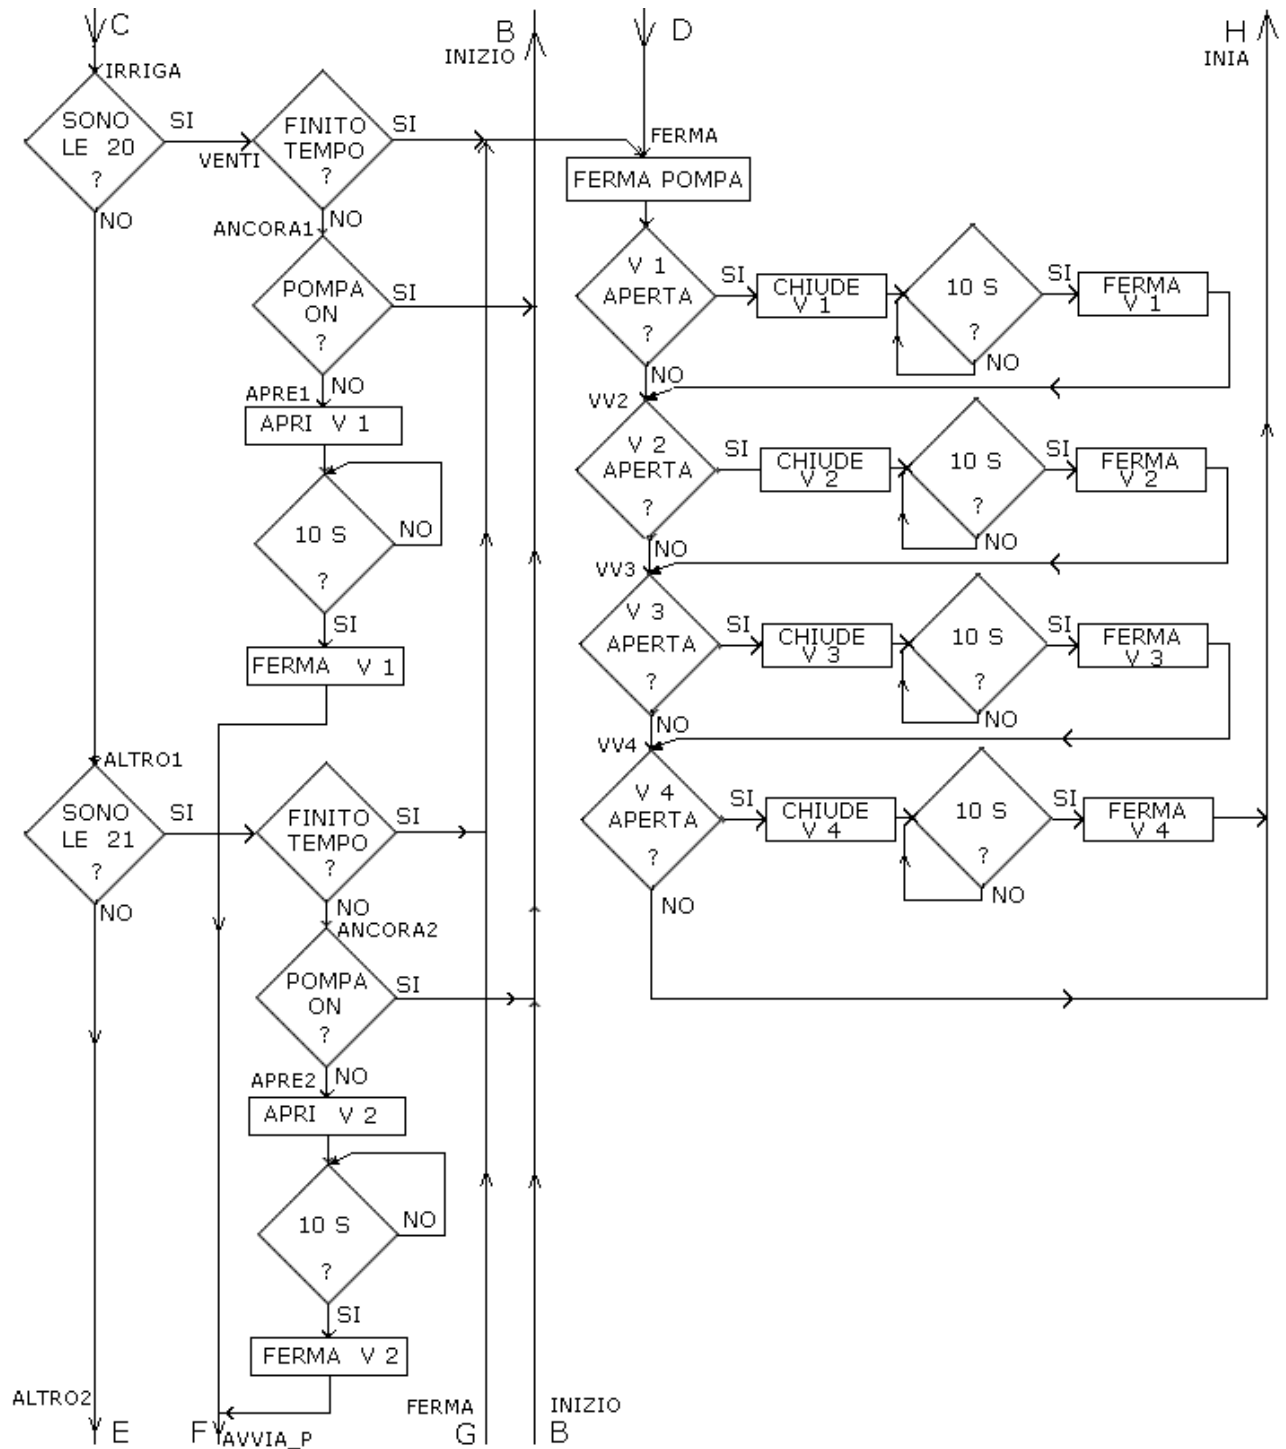 C
IRRIGA
SONO
LE 20
?
SI
NO
VENTI
FINITO
TEMPO
?
SI
NO
ANCORA1
POMPA
ON
?
SI
NO
APRE1
APRI V 1
10 S
?
NO
SI
FERMA V 1
ALTRO1
SONO
LE 21
?
SI
NO
FINITO
TEMPO
?
SI
NO
ANCORA2
POMPA
ON
?
SI
NO
APRE2
APRI V 2
10 S
?
NO
SI
FERMA V 2
ALTRO2
E
F
AVVIA_P
FERMA
G
INIZIO
B
B
INIZIO
D
FERMA
FERMA POMPA
V 1
APERTA
?
SI
NO
CHIUDE
V 1
10 S
?
SI
NO
FERMA
V 1
VV2
V 2
APERTA
?
SI
NO
CHIUDE
V 2
10 S
?
SI
NO
FERMA
V 2
VV3
V 3
APERTA
?
SI
NO
CHIUDE
V 3
10 S
?
SI
NO
FERMA
V 3
VV4
V 4
APERTA
?
SI
NO
CHIUDE
V 4
10 S
?
SI
NO
FERMA
V 4
H
INIA